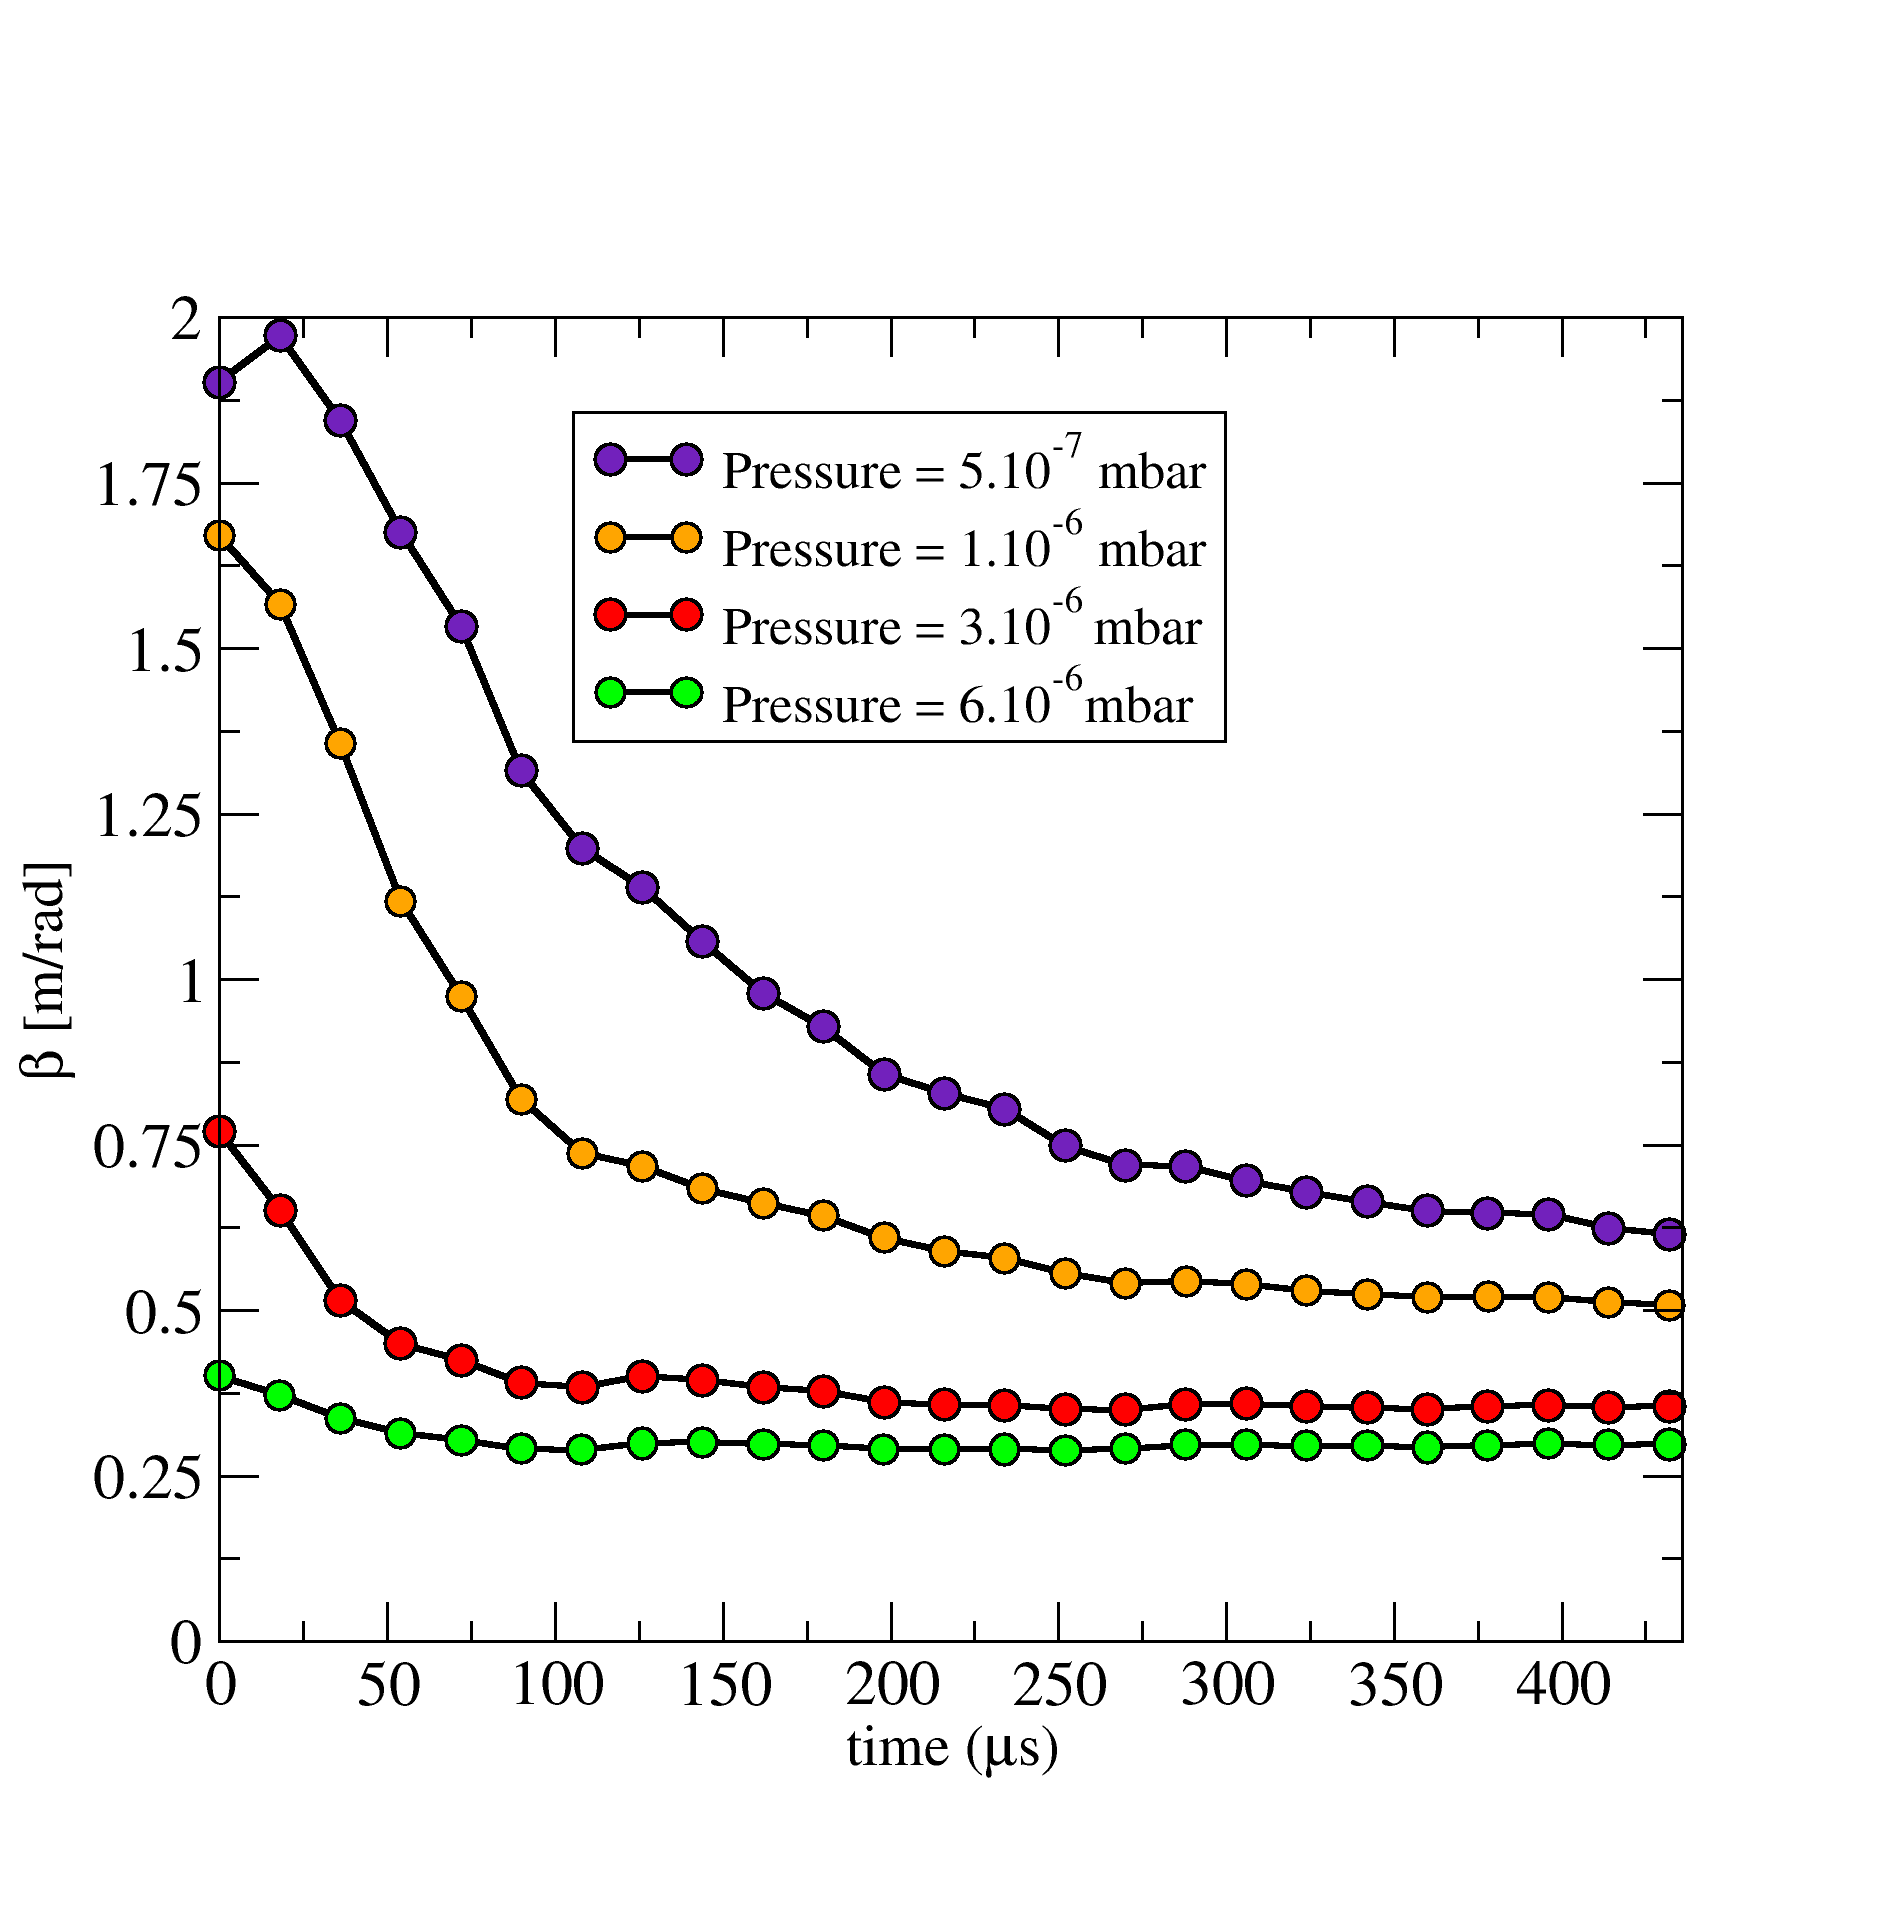 2
1.75
1.5
1.25
1
0.75
0.5
0.25
0
β [m/rad]
Pressure = 5.10⁻⁷ mbar
Pressure = 1.10⁻⁶ mbar
Pressure = 3.10⁻⁶ mbar
Pressure = 6.10⁻⁶ mbar
0 50 100 150 200 250 300 350 400
time (μs)